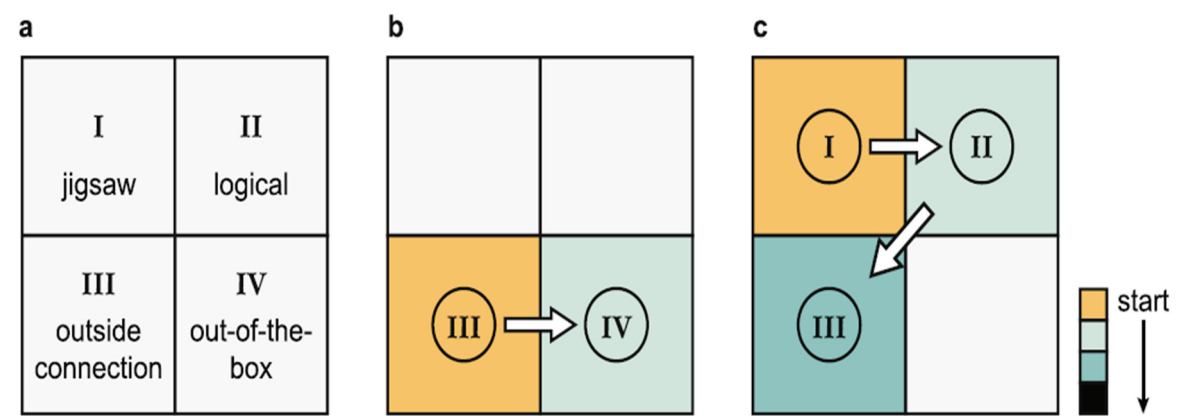 a
I
jigsaw
II
logical
III
outside
connection
IV
out-of-the-
box
b
III
IV
c
I
II
III
start